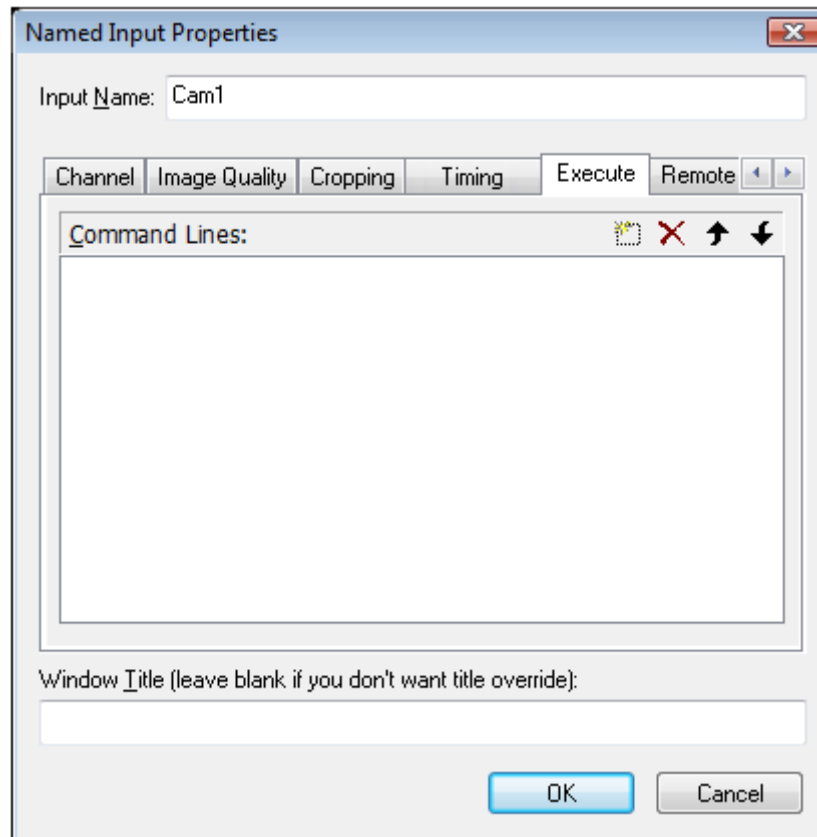 Named Input Properties
Input Name: Cam1
Channel Image Quality Cropping Timing Execute Remote
Command Lines:
Window Title (leave blank if you don't want title override):
OK Cancel